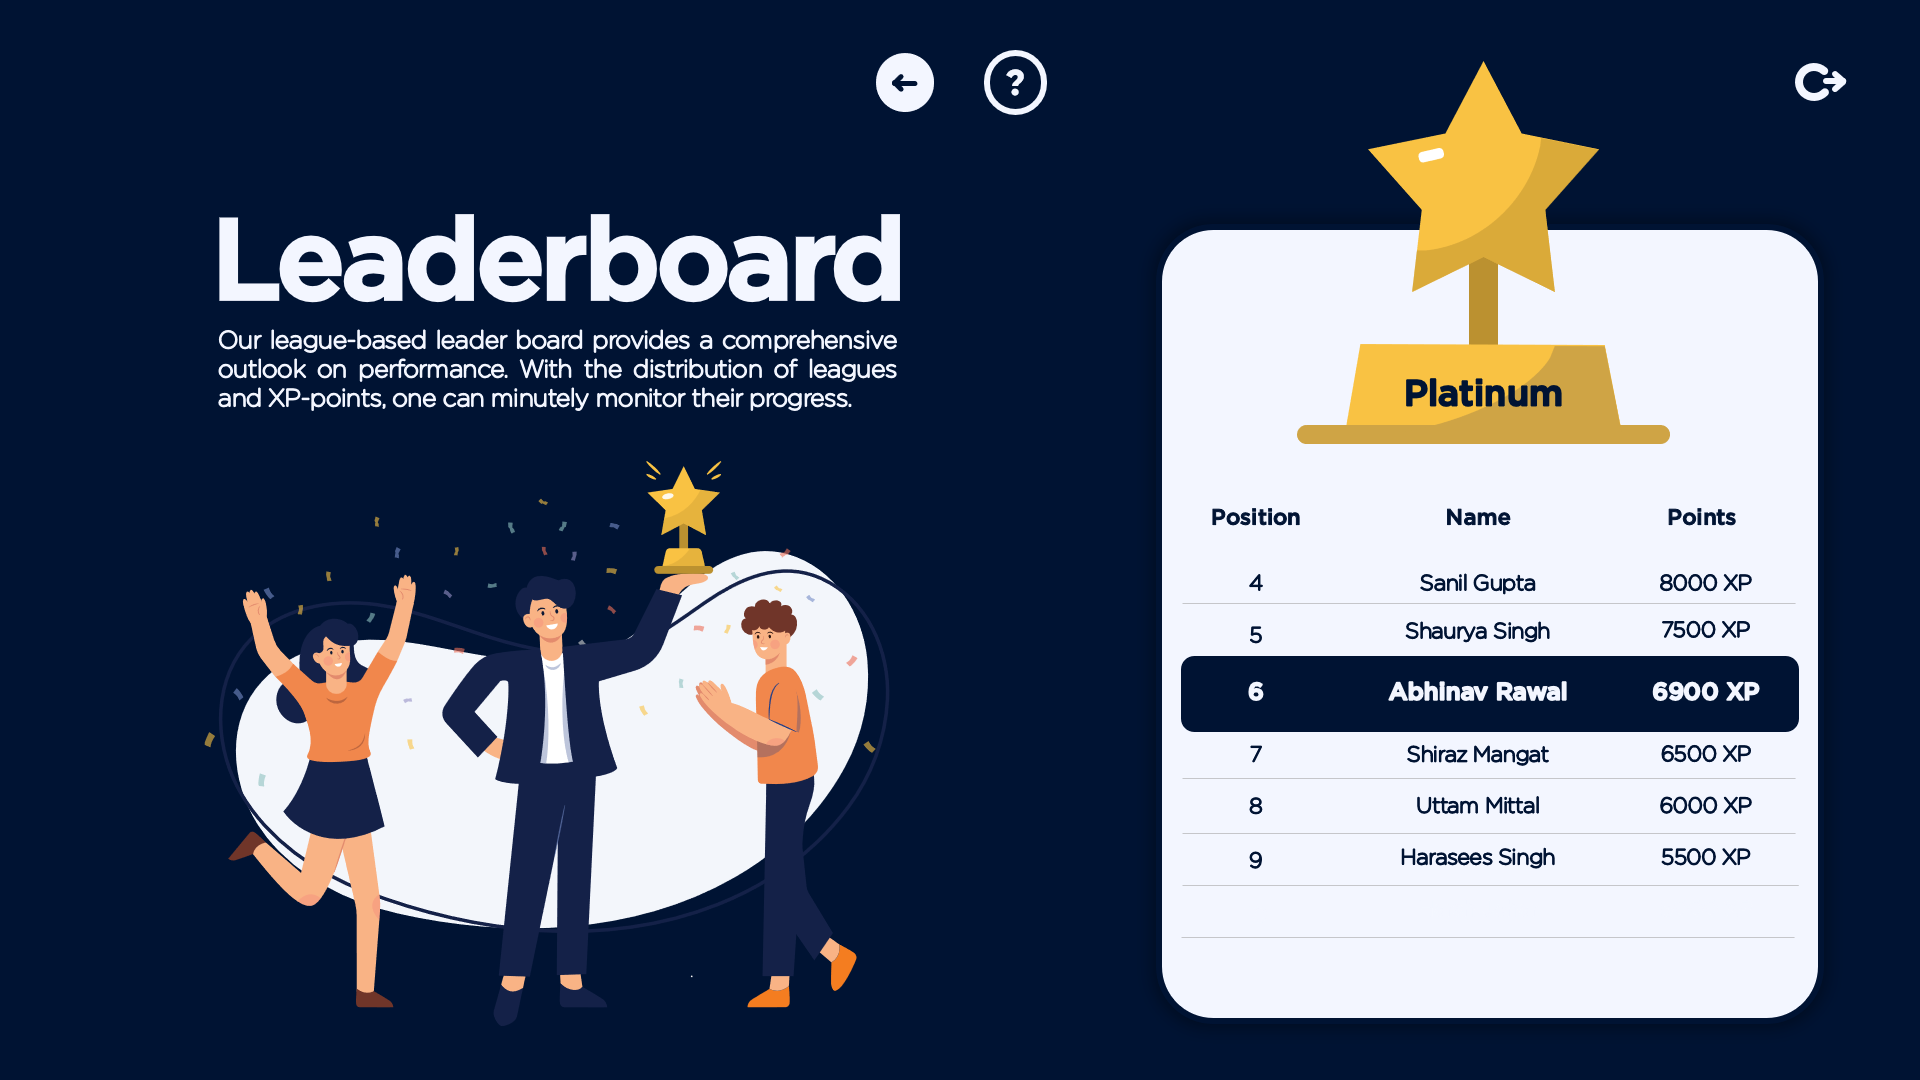 ?
Leaderboard
Our league-based leader board provides a comprehensive
outlook on performance. With the distribution of leagues
and XP-points, one can minutely monitor their progress.
Platinum
Position Name Points
4 Sanil Gupta 8000 XP
5 Shaurya Singh 7500 XP
6 Abhinav Rawal 6900 XP
7 Shiraz Mangat 6500 XP
8 Uttam Mittal 6000 XP
9 Harasees Singh 5500 XP